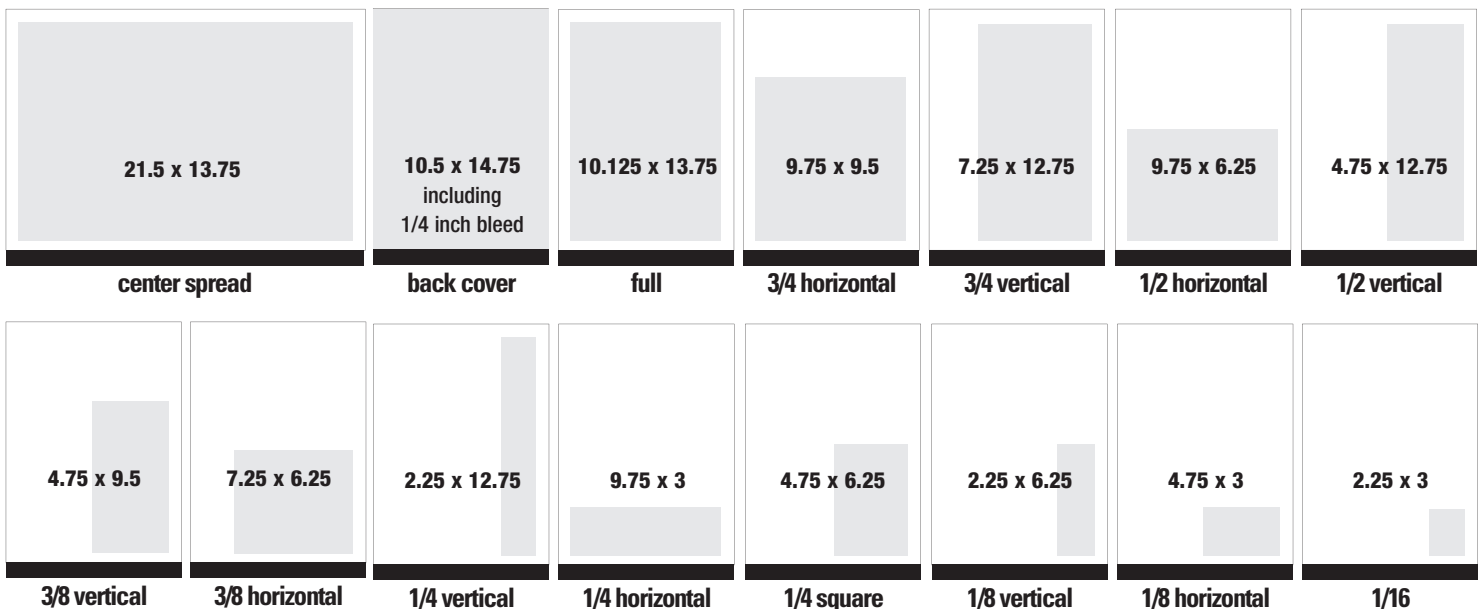 21.5 x 13.75
center spread
10.5 x 14.75
including
1/4 inch bleed
back cover
10.125 x 13.75
full
9.75 x 9.5
3/4 horizontal
7.25 x 12.75
3/4 vertical
9.75 x 6.25
1/2 horizontal
4.75 x 12.75
1/2 vertical
4.75 x 9.5
3/8 vertical
7.25 x 6.25
3/8 horizontal
2.25 x 12.75
1/4 vertical
9.75 x 3
1/4 horizontal
4.75 x 6.25
1/4 square
2.25 x 6.25
1/8 vertical
4.75 x 3
1/8 horizontal
2.25 x 3
1/16